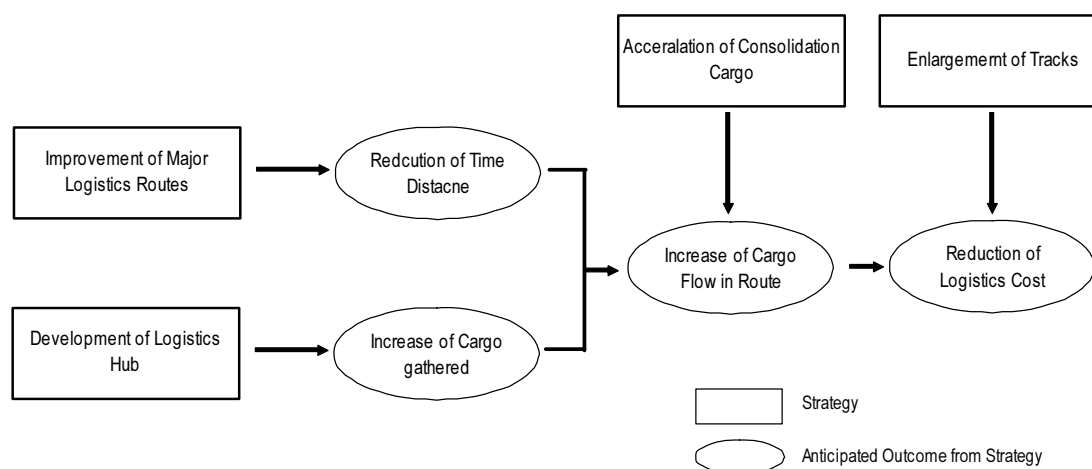 Acceralation of Consolidation
Cargo
Enlargemernt of Tracks
Improvement of Major
Logistics Routes
Redcution of Time
Distacne
Increase of Cargo
Flow in Route
Reduction of
Logistics Cost
Development of Logistics
Hub
Increase of Cargo
gathered
Strategy
Anticipated Outcome from Strategy